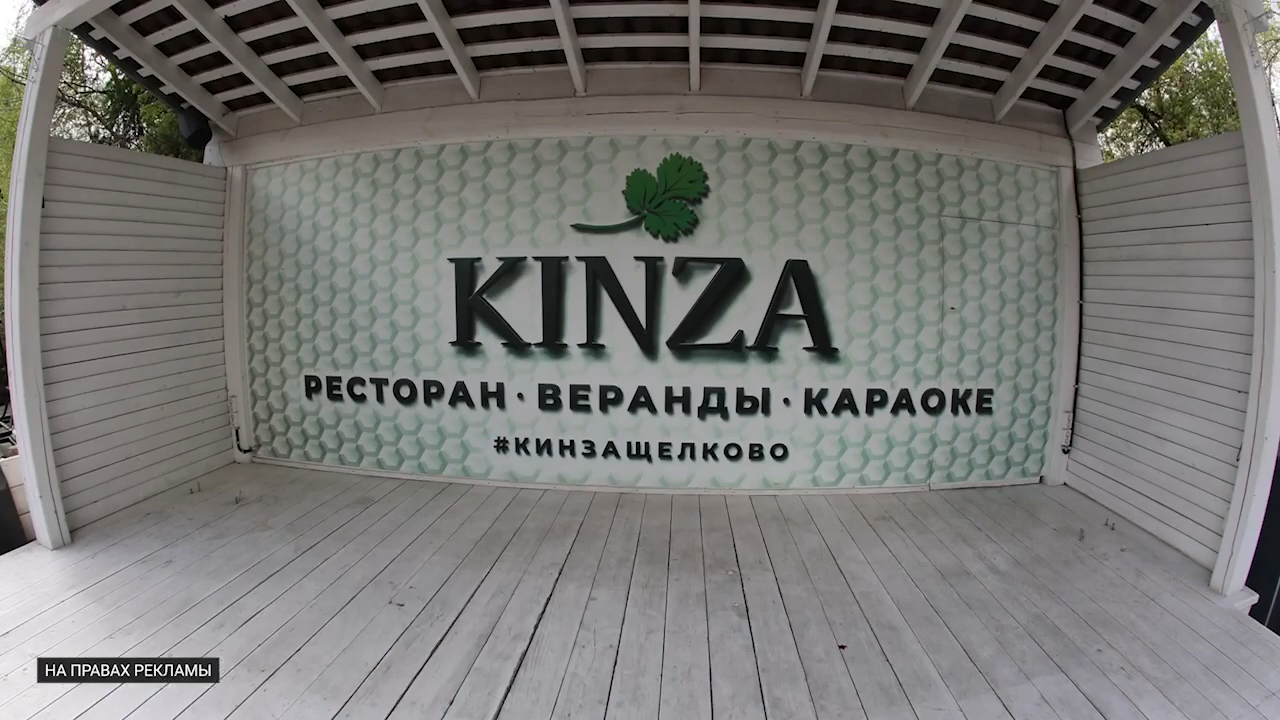 KINZA
РЕСТОРАН · ВЕРАНДЫ · КАРАОКЕ
#КИНЗАЩЕЛКОВО
НА ПРАВАХ РЕКЛАМЫ